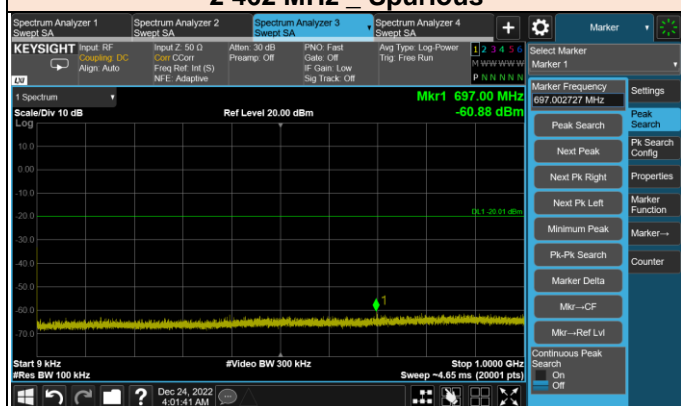 2 462 MHz _ Spurious
Spectrum Analyzer 1
Swept SA
Spectrum Analyzer 2
Swept SA
Spectrum Analyzer 3
Swept SA
Spectrum Analyzer 4
Swept SA
+
Marker
KEYSIGHT
Input: RF
Coupling: DC
Align: Auto
Input Z: 50 Ω
Corr CCorr
Freq Ref: Int (S)
NFE: Adaptive
Atten: 30 dB
Preamp: Off
PNO: Fast
Gate: Off
IF Gain: Low
Sig Track: Off
Avg Type: Log-Power
Trig: Free Run
1 2 3 4 5 6
M W W W W W
P N N N N N
LXI
Select Marker
Marker 1
1 Spectrum
Scale/Div 10 dB
Log
Ref Level 20.00 dBm
Mkr1 697.00 MHz
-60.88 dBm
10.0
0.00
-10.0
-20.0
-30.0
-40.0
-50.0
-60.0
-70.0
DL1 -20.01 dBm
1
Start 9 kHz
#Res BW 100 kHz
#Video BW 300 kHz
Stop 1.0000 GHz
Sweep ~4.65 ms (20001 pts)
Marker Frequency
697.002727 MHz
Peak Search
Next Peak
Next Pk Right
Next Pk Left
Minimum Peak
Pk-Pk Search
Marker Delta
Mkr→CF
Mkr→Ref Lvl
Continuous Peak
Search
On
Off
Settings
Peak
Search
Pk Search
Config
Properties
Marker
Function
Marker→
Counter
?
Dec 24, 2022
4:01:41 AM